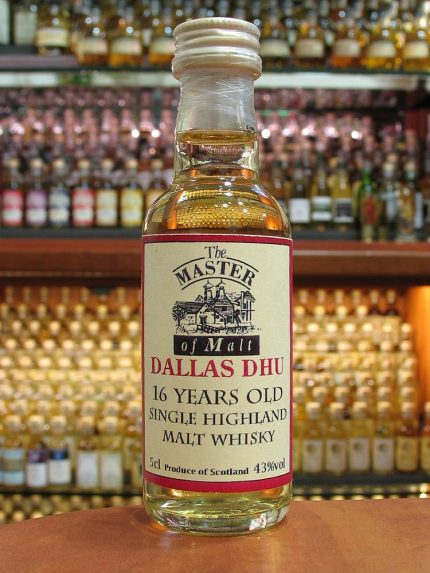 The
MASTER
of Malt
DALLAS DHU
16 YEARS OLD
SINGLE HIGHLAND
MALT WHISKY
5cl Produce of Scotland 43%vol